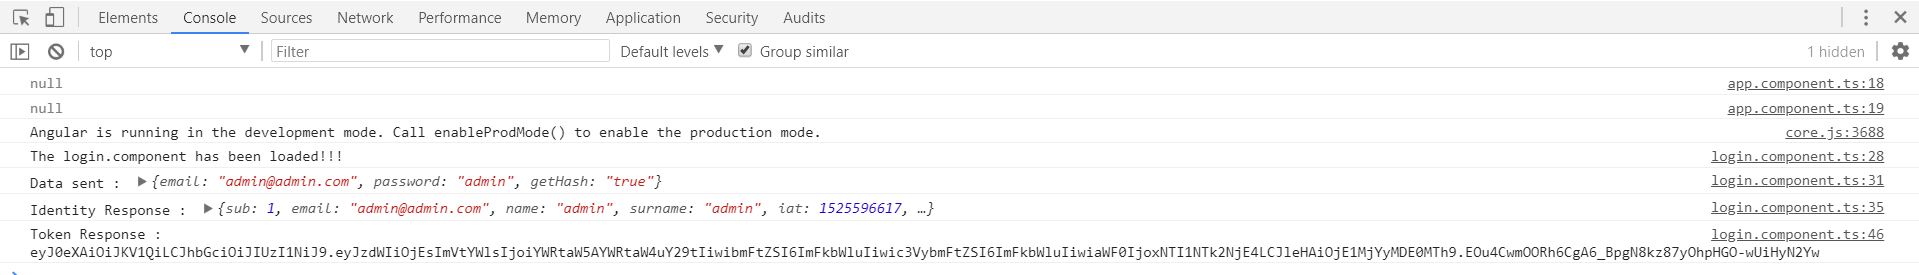 Elements Console Sources Network Performance Memory Application Security Audits
top Filter Default levels Group similar 1 hidden
null app.component.ts:18
null app.component.ts:19
Angular is running in the development mode. Call enableProdMode() to enable the production mode. core.js:3688
The login.component has been loaded!!! login.component.ts:28
Data sent : {email: "admin@admin.com", password: "admin", getHash: "true"} login.component.ts:31
Identity Response : {sub: 1, email: "admin@admin.com", name: "admin", surname: "admin", iat: 1525596617, …} login.component.ts:35
Token Response : login.component.ts:46
eyJ0eXAiOiJKV1QiLCJhbGciOiJIUzI1NiJ9.eyJzdWIiOjEsImVtYWlsIjoiYWRtaW5AYWRtaW4uY29tIiwibmFtZSI6ImFkbWluIiwic3VybmFtZSI6ImFkbWluIiwiaWF0IjoxNTI1NTk2NjE4LCJleHAiOjE1MjYyMDE0MTh9.EOu4CwmOORh6CgA6_BpgN8kz87yOhpHGO-wUiHyN2Yw